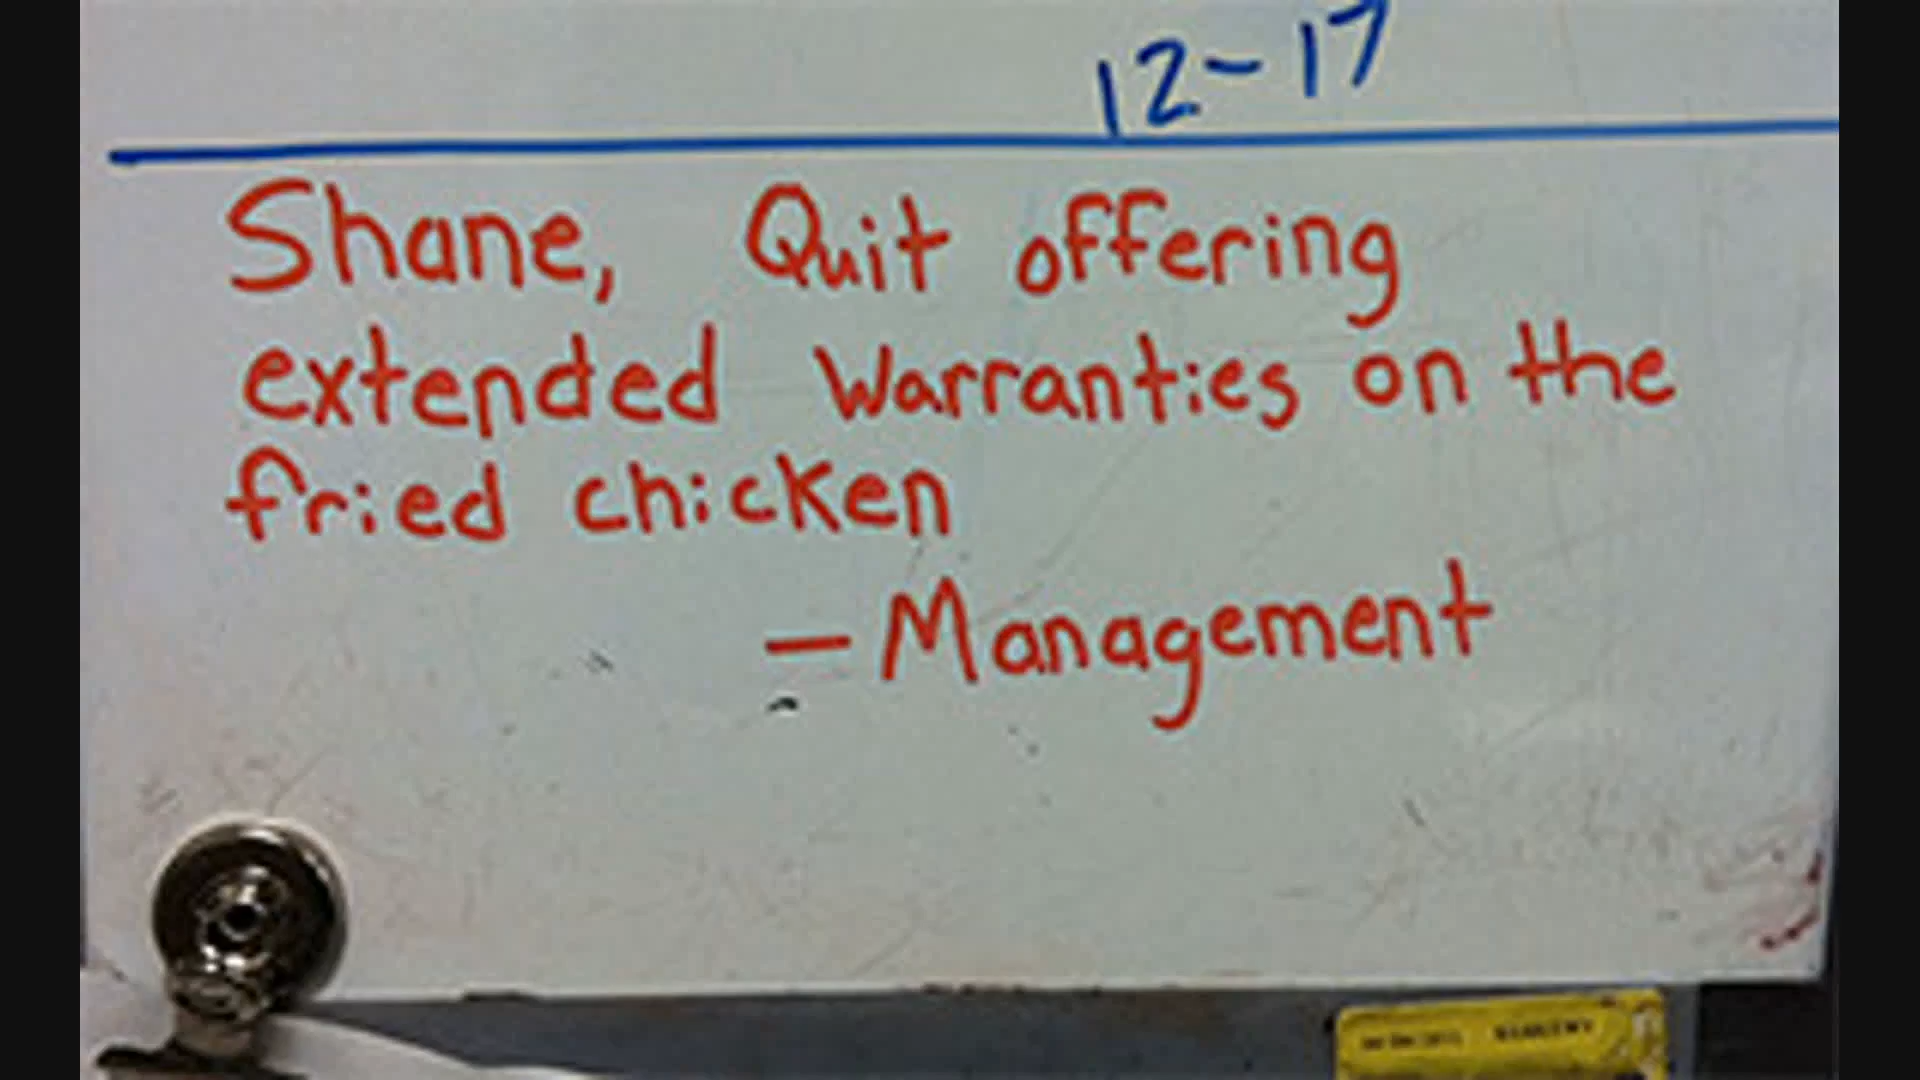 12-17
Shane, Quit offering
extended Warranties on the
fried chicken
- Management